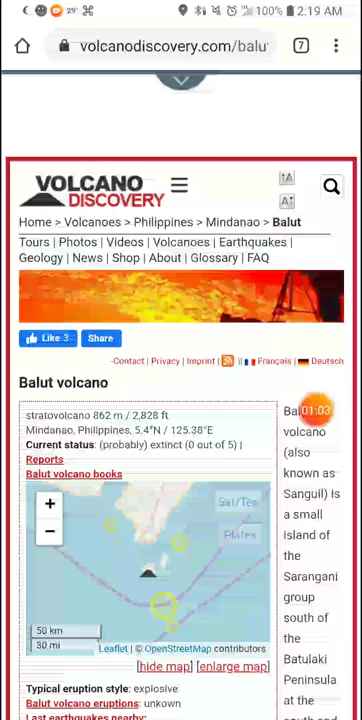 29°
100% 2:19 AM
volcanodiscovery.com/balu
7
VOLCANO
DISCOVERY
A
A
Home > Volcanoes > Philippines > Mindanao > Balut
Tours | Photos | Videos | Volcanoes | Earthquakes |
Geology | News | Shop | About | Glossary | FAQ
Like 3
Share
Contact | Privacy | Imprint | Français | Deutsch
Balut volcano
stratovolcano 862 m / 2,828 ft
Mindanao, Philippines, 5.4°N / 125.38°E
Current status: (probably) extinct (0 out of 5) |
Reports
Balut volcano books
+
−
Sat/Ter
Plates
50 km
30 mi
Leaflet | © OpenStreetMap contributors
[hide map] [enlarge map]
Typical eruption style: explosive
Balut volcano eruptions: unkown
Last earthquakes nearby:
01:03
volcano
(also
known as
Sanguil) is
a small
island of
the
Sarangani
group
south of
the
Batulaki
Peninsula
at the
south end